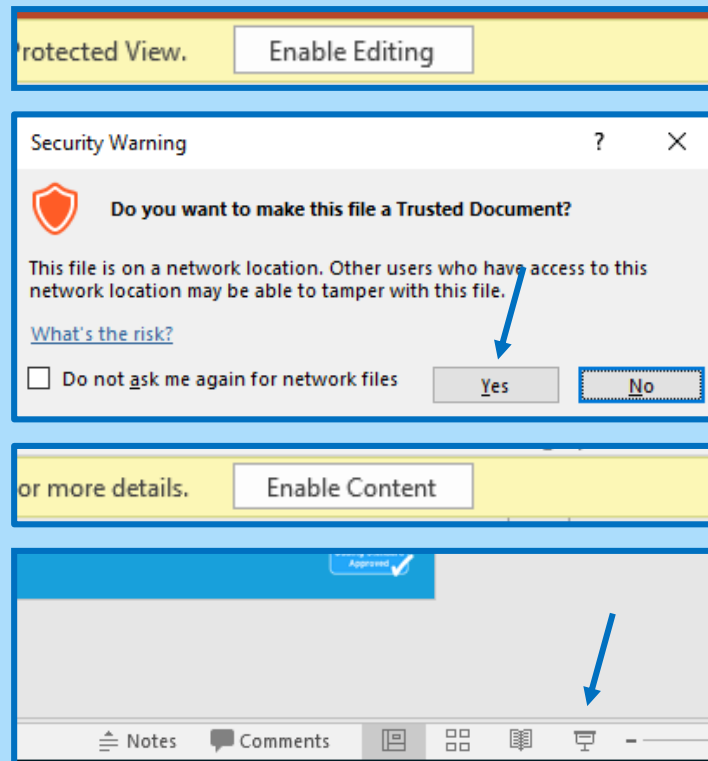 Protected View. Enable Editing
Security Warning ? ×
Do you want to make this file a Trusted Document?
This file is on a network location. Other users who have access to this
network location may be able to tamper with this file.
What's the risk?
Do not ask me again for network files Yes No
or more details. Enable Content
Approved
Notes Comments